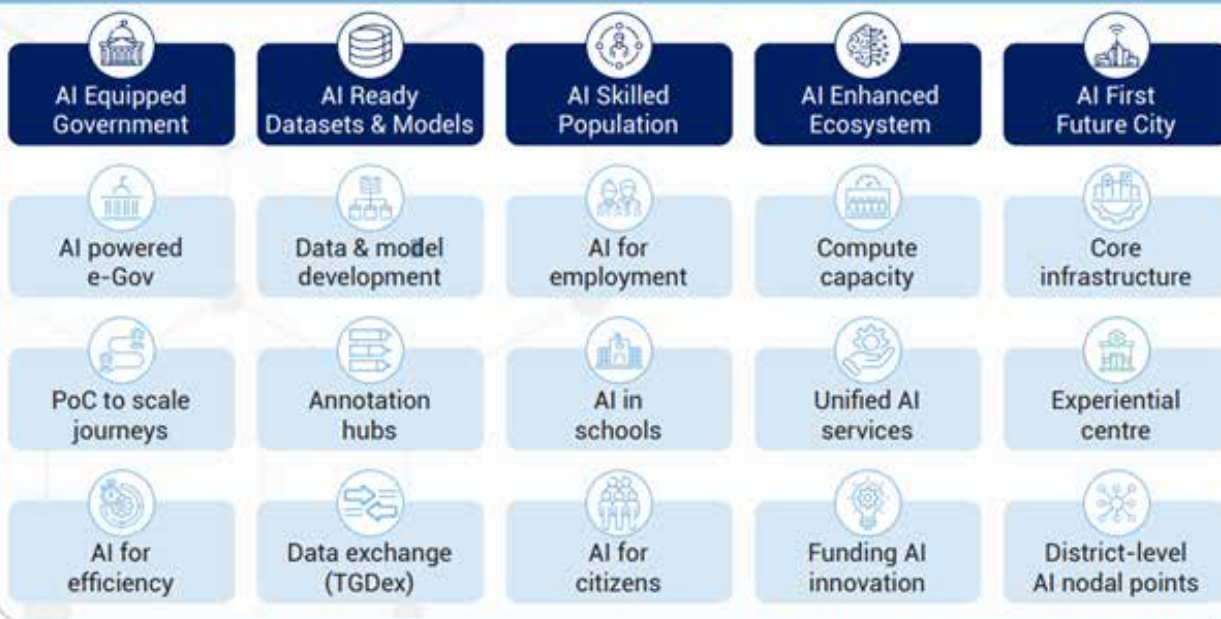 AI Equipped
Government
AI Ready
Datasets & Models
AI Skilled
Population
AI Enhanced
Ecosystem
AI First
Future City
AI powered
e-Gov
Data & model
development
AI for
employment
Compute
capacity
Core
infrastructure
PoC to scale
journeys
Annotation
hubs
AI in
schools
Unified AI
services
Experiential
centre
AI for
efficiency
Data exchange
(TGDex)
AI for
citizens
Funding AI
innovation
District-level
AI nodal points